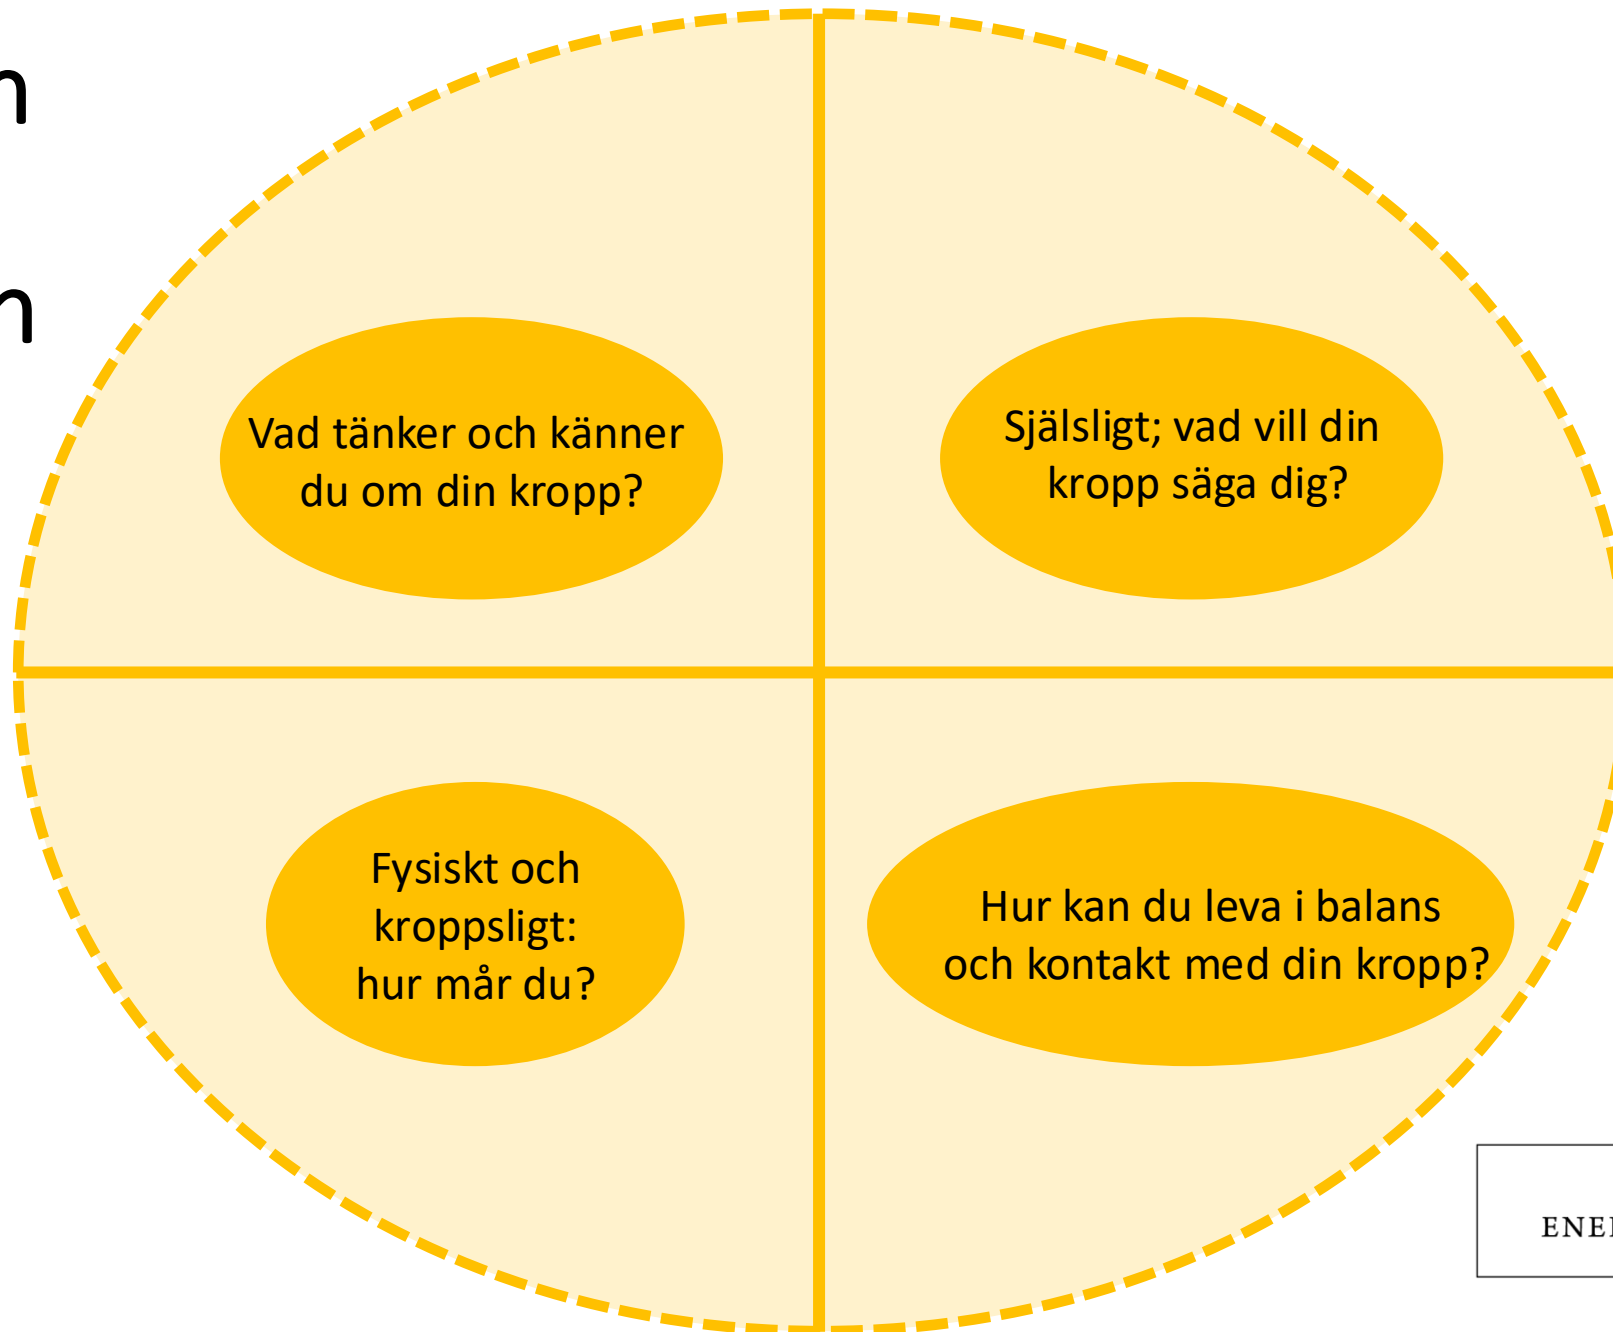 Vad tänker och känner
du om din kropp?
Själsligt; vad vill din
kropp säga dig?
Fysiskt och
kroppsligt:
hur mår du?
Hur kan du leva i balans
och kontakt med din kropp?